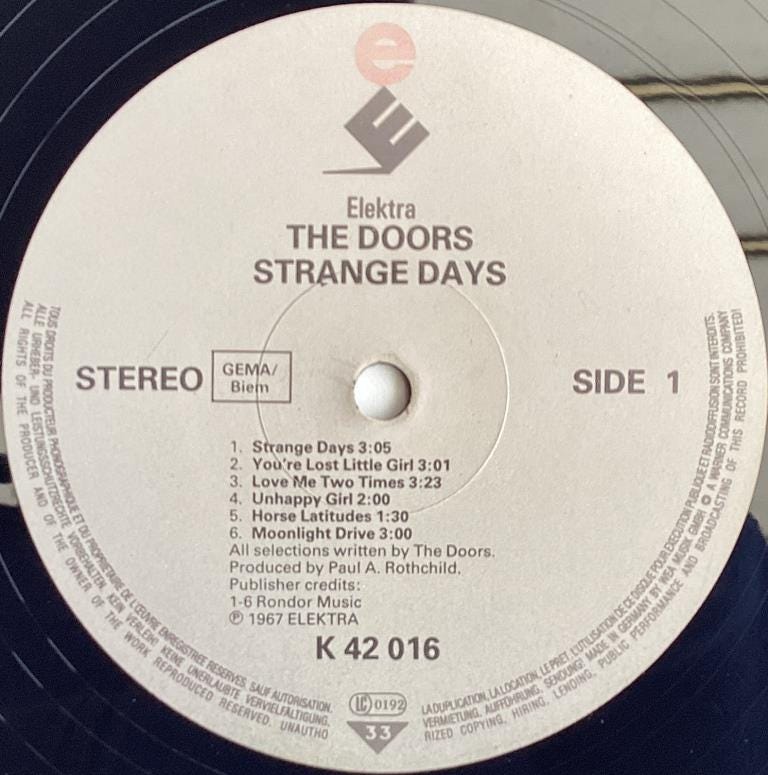 e
E
Elektra
THE DOORS
STRANGE DAYS
STEREO
GEMA/
Biem
SIDE 1
1. Strange Days 3:05
2. You're Lost Little Girl 3:01
3. Love Me Two Times 3:23
4. Unhappy Girl 2:00
5. Horse Latitudes 1:30
6. Moonlight Drive 3:00
All selections written by The Doors.
Produced by Paul A. Rothchild.
Publisher credits:
1-6 Rondor Music
℗ 1967 ELEKTRA
K 42 016
LC 0192
33
TOUS DROITS DU PRODUCTEUR PHONOGRAPHIQUE ET DU PROPRIETAIRE DE L'ŒUVRE ENREGISTREE RESERVES. SAUF AUTORISATION,
ALLE URHEBER- UND LEISTUNGSSCHUTZRECHTE VORBEHALTEN. KEIN VERLEIH! KEINE UNERLAUBTE VERVIELFÄLTIGUNG,
ALL RIGHTS OF THE PRODUCER AND OF THE OWNER OF THE WORK REPRODUCED RESERVED. UNAUTHO
LA DUPLICATION, LA LOCATION, LE PRET, L'UTILISATION DE CE DISQUE POUR EXECUTION PUBLIQUE ET RADIODIFFUSION SONT INTERDITS.
VERMIETUNG, AUFFÜHRUNG, SENDUNG! MADE IN GERMANY BY WEA MUSIK GMBH A WARNER COMMUNICATIONS COMPANY
RIZED COPYING, HIRING, LENDING, PUBLIC PERFORMANCE AND BROADCASTING OF THIS RECORD PROHIBITED!